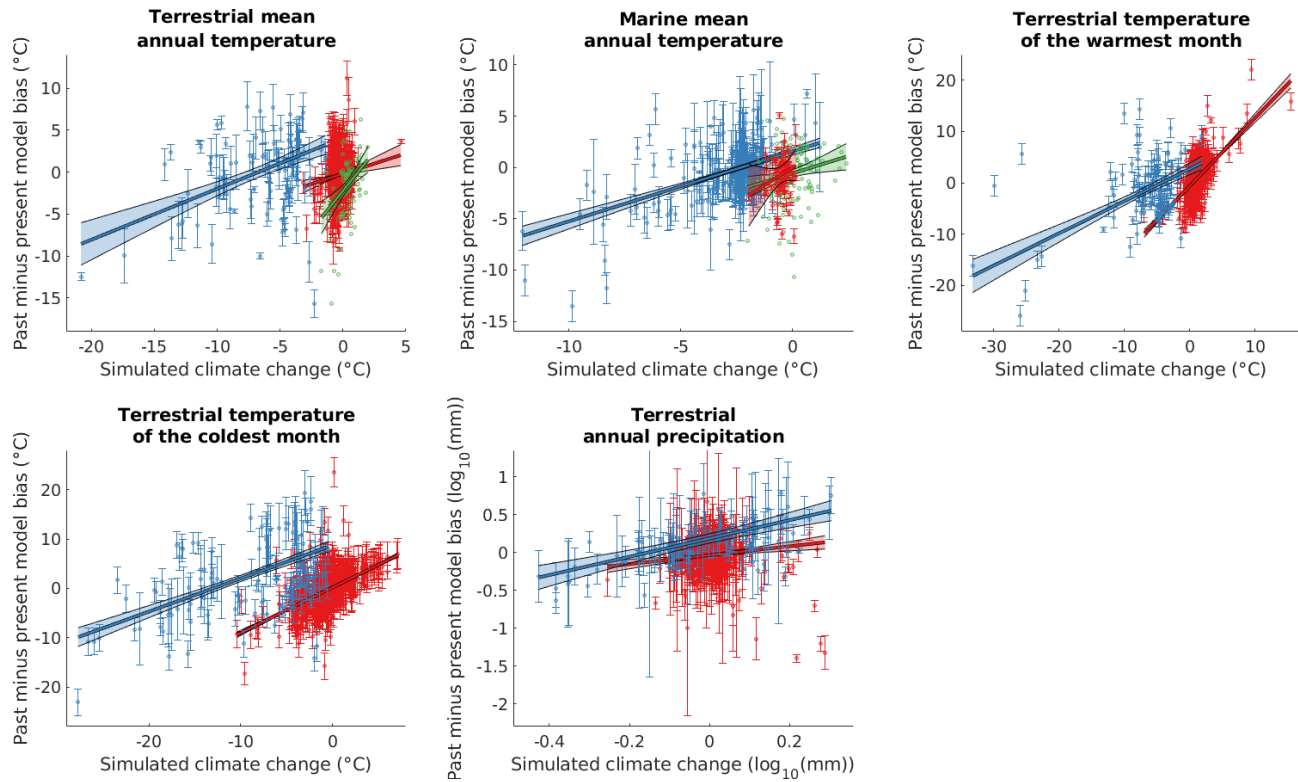 Terrestrial mean
annual temperature
Past minus present model bias (°C)
10
5
0
-5
-10
-15
-20
-15
-10
-5
0
5
Simulated climate change (°C)
Marine mean
annual temperature
Past minus present model bias (°C)
10
5
0
-5
-10
-15
-10
-5
0
Simulated climate change (°C)
Terrestrial temperature
of the warmest month
Past minus present model bias (°C)
20
10
0
-10
-20
-30
-20
-10
0
10
Simulated climate change (°C)
Terrestrial temperature
of the coldest month
Past minus present model bias (°C)
20
10
0
-10
-20
-20
-10
0
Simulated climate change (°C)
Terrestrial
annual precipitation
Past minus present model bias (log10(mm))
1
0.5
0
-0.5
-1
-1.5
-2
-0.4
-0.2
0
0.2
Simulated climate change (log10(mm))